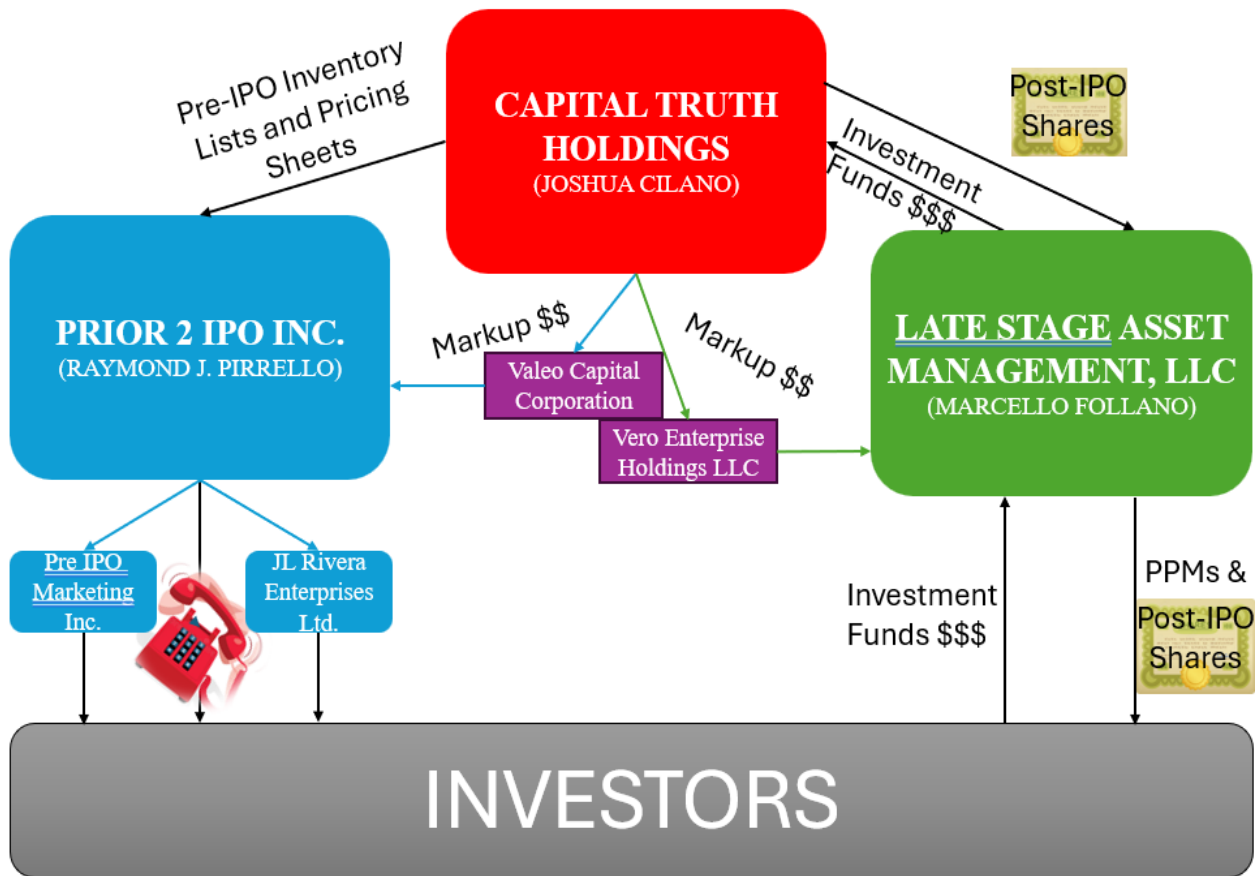 Pre-IPO Inventory
Lists and Pricing
Sheets
CAPITAL TRUTH
HOLDINGS
(JOSHUA CILANO)
Post-IPO
Shares
Investment
Funds $$$
PRIOR 2 IPO INC.
(RAYMOND J. PIRRELLO)
Markup $$
Markup $$
Valeo Capital
Corporation
Vero Enterprise
Holdings LLC
LATE STAGE ASSET
MANAGEMENT, LLC
(MARCELLO FOLLANO)
Pre IPO
Marketing
Inc.
JL Rivera
Enterprises
Ltd.
Investment
Funds $$$
PPMs &
Post-IPO
Shares
INVESTORS